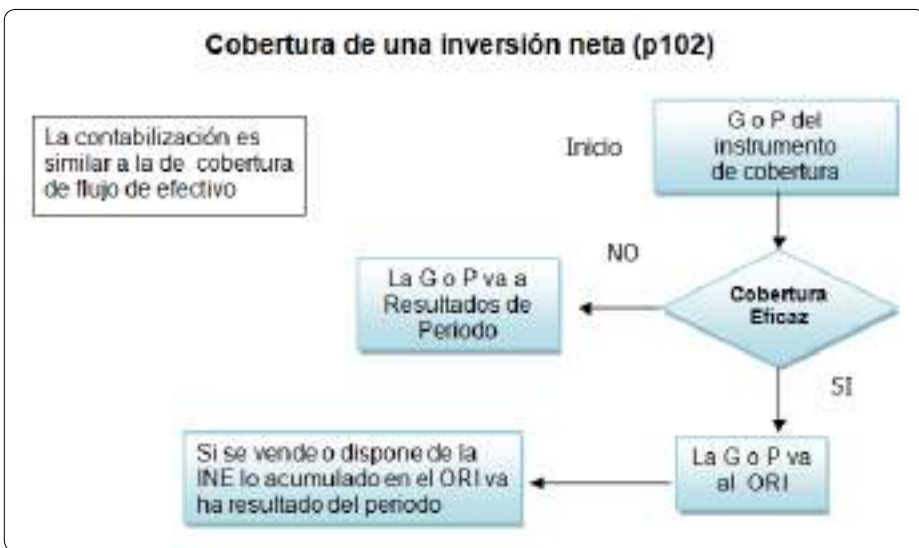 Cobertura de una inversión neta (p102)
La contabilización es
similar a la de cobertura
de flujo de efectivo
Inicio
G o P del
instrumento
de cobertura
NO
La G o P va a
Resultados de
Periodo
Cobertura
Eficaz
SI
Si se vende o dispone de la
INE lo acumulado en el ORI va
ha resultado del periodo
La G o P va
al ORI